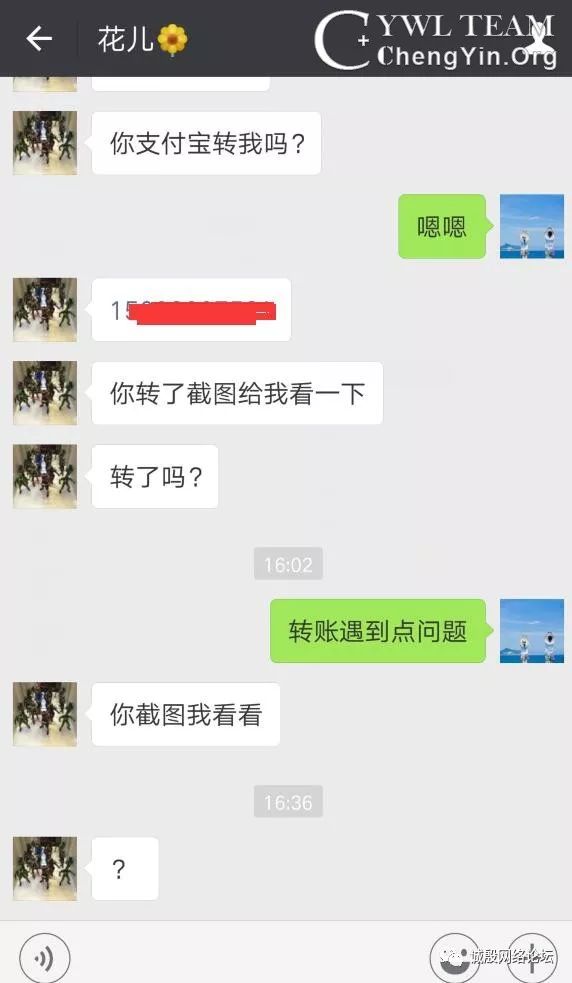 花儿🌼
CYWL TEAM
ChengYin.Org
你支付宝转我吗?
嗯嗯
你转了截图给我看一下
转了吗?
16:02
转账遇到点问题
你截图我看看
16:36
?
诚殷网络论坛